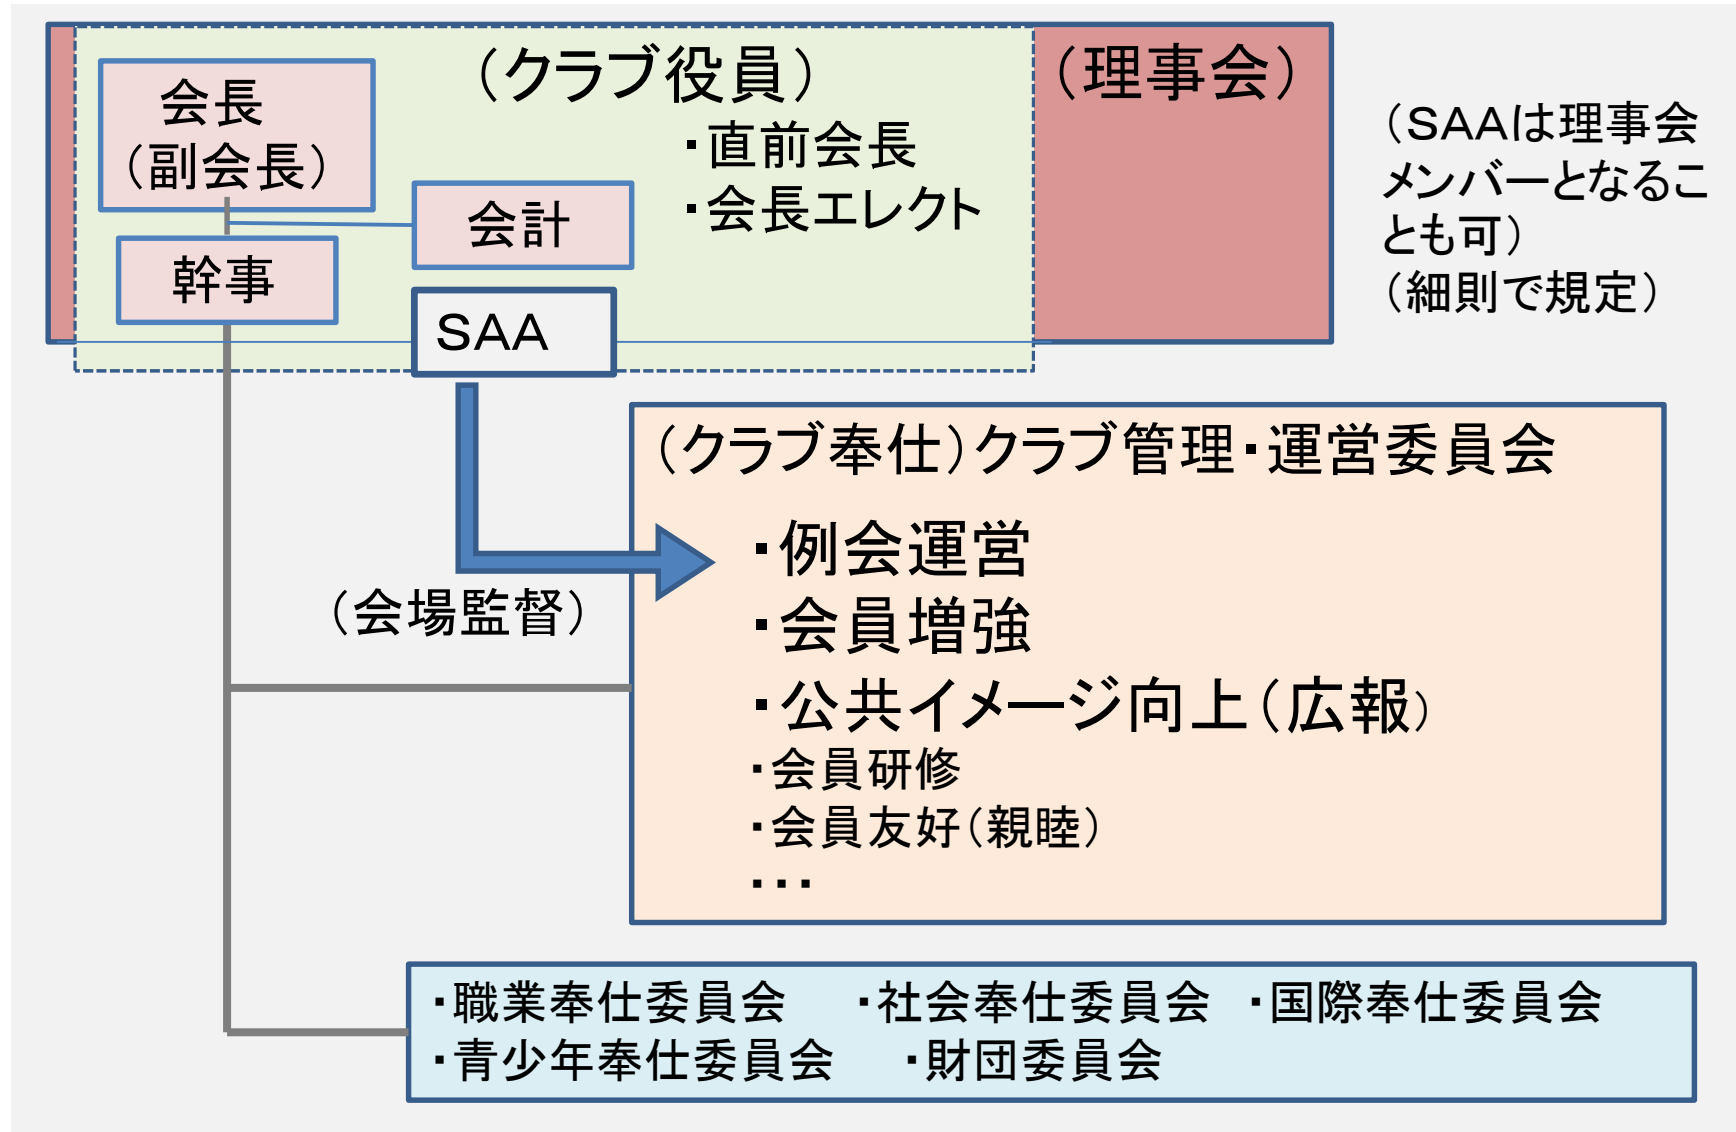 （クラブ役員）
（理事会）
会長
（副会長）
・直前会長
・会長エレクト
会計
幹事
ＳＡＡ
（ＳＡＡは理事会
メンバーとなるこ
とも可）
（細則で規定）
（クラブ奉仕）クラブ管理・運営委員会
・例会運営
・会員増強
・公共イメージ向上（広報）
・会員研修
・会員友好（親睦）
・・・
（会場監督）
・職業奉仕委員会　・社会奉仕委員会　・国際奉仕委員会
・青少年奉仕委員会　・財団委員会